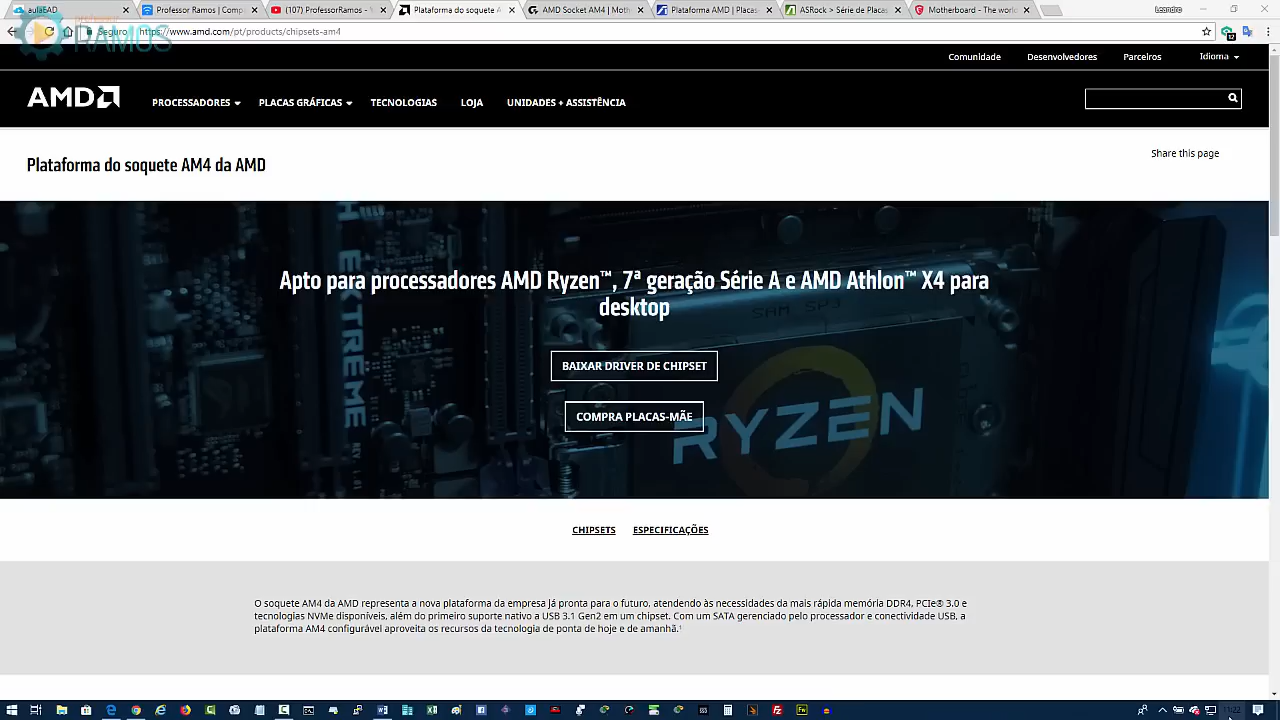 aulaEAD
Professor Ramos | Comp
(107) ProfessorRamos - Y
Plataforma do soquete A
AMD Socket AM4 | Moth
Plataforma AM4 | Placas
ASRock > Série de Placas
Motherboard - The world
Leandro
Seguro
https://www.amd.com/pt/products/chipsets-am4
RAMOS
Comunidade
Desenvolvedores
Parceiros
Idioma
AMD
PROCESSADORES
PLACAS GRÁFICAS
TECNOLOGIAS
LOJA
UNIDADES + ASSISTÊNCIA
Plataforma do soquete AM4 da AMD
Share this page
Apto para processadores AMD Ryzen™, 7ª geração Série A e AMD Athlon™ X4 para
desktop
BAIXAR DRIVER DE CHIPSET
COMPRA PLACAS-MÃE
EXTREME
RYZEN
CHIPSETS
ESPECIFICAÇÕES
O soquete AM4 da AMD representa a nova plataforma da empresa já pronta para o futuro, atendendo às necessidades da mais rápida memória DDR4, PCIe® 3.0 e
tecnologias NVMe disponíveis, além do primeiro suporte nativo a USB 3.1 Gen2 em um chipset. Com um SATA gerenciado pelo processador e conectividade USB, a
plataforma AM4 configurável aproveita os recursos da tecnologia de ponta de hoje e de amanhã.¹
11:22